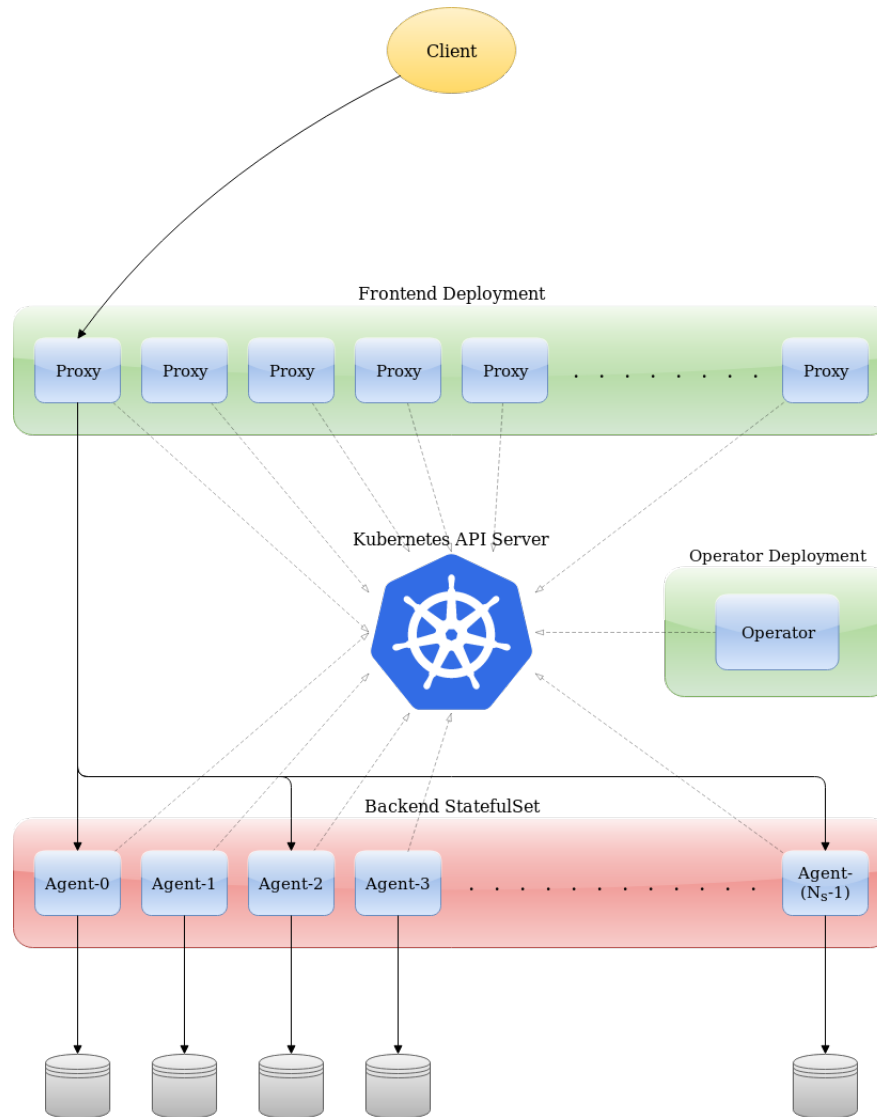 Client
Frontend Deployment
Proxy
Proxy
Proxy
Proxy
Proxy
. . . . . . . .
Proxy
Kubernetes API Server
Operator Deployment
Operator
Backend StatefulSet
Agent-0
Agent-1
Agent-2
Agent-3
. . . . . . . . . . . .
Agent-
(Nₛ-1)